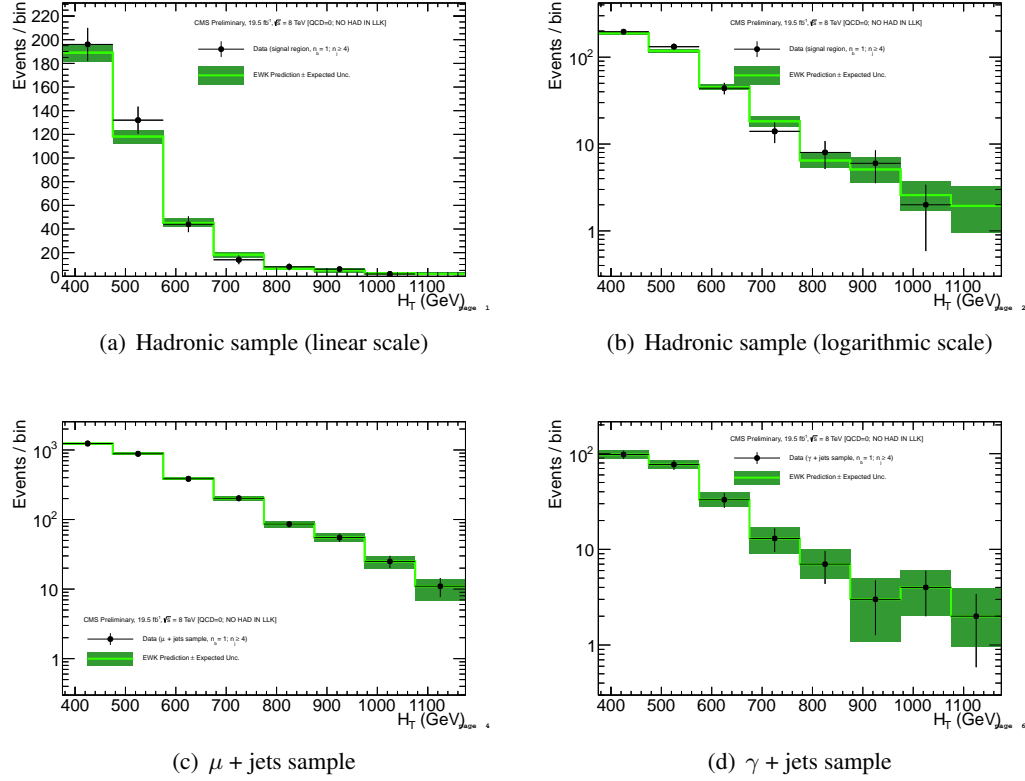 CMS Preliminary, 19.5 fb⁻¹, √s = 8 TeV [QCD=0; NO HAD IN LLK]
Data (signal region, n_b = 1; n_j ≥ 4)
EWK Prediction ± Expected Unc.
Events / bin
220
200
180
160
140
120
100
80
60
40
20
0
400 500 600 700 800 900 1000 1100
H_T (GeV)
page 1
(a) Hadronic sample (linear scale)
CMS Preliminary, 19.5 fb⁻¹, √s = 8 TeV [QCD=0; NO HAD IN LLK]
Data (signal region, n_b = 1; n_j ≥ 4)
EWK Prediction ± Expected Unc.
Events / bin
10²
10
1
400 500 600 700 800 900 1000 1100
H_T (GeV)
page 2
(b) Hadronic sample (logarithmic scale)
Events / bin
10³
10²
10
1
CMS Preliminary, 19.5 fb⁻¹, √s = 8 TeV [QCD=0; NO HAD IN LLK]
Data (μ + jets sample, n_b = 1; n_j ≥ 4)
EWK Prediction ± Expected Unc.
400 500 600 700 800 900 1000 1100
H_T (GeV)
page 4
(c) μ + jets sample
CMS Preliminary, 19.5 fb⁻¹, √s = 8 TeV [QCD=0; NO HAD IN LLK]
Data (γ + jets sample, n_b = 1; n_j ≥ 4)
EWK Prediction ± Expected Unc.
Events / bin
10²
10
1
400 500 600 700 800 900 1000 1100
H_T (GeV)
page 6
(d) γ + jets sample